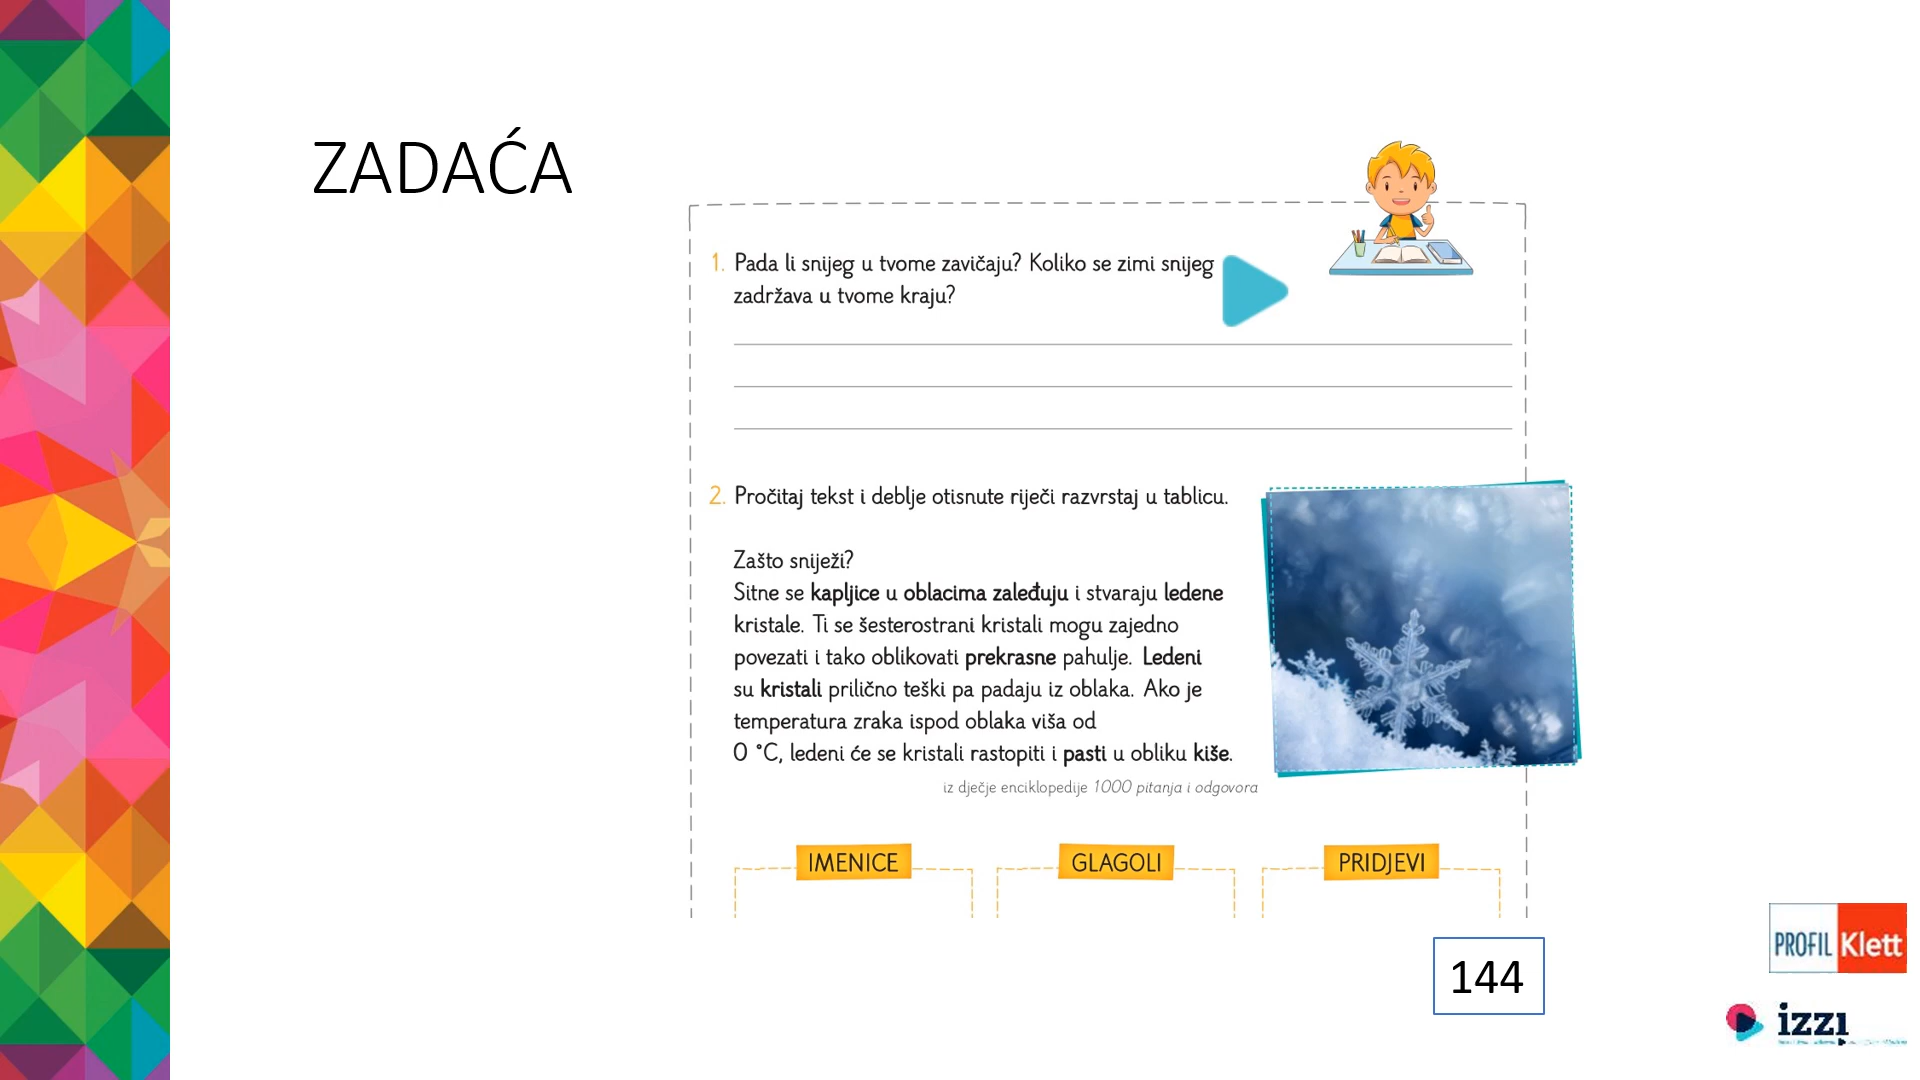 ZADAĆA
1. Pada li snijeg u tvome zavičaju? Koliko se zimi snijeg
zadržava u tvome kraju?
2. Pročitaj tekst i deblje otisnute riječi razvrstaj u tablicu.
Zašto sniježi?
Sitne se kapljice u oblacima zaleđuju i stvaraju ledene
kristale. Ti se šesterostrani kristali mogu zajedno
povezati i tako oblikovati prekrasne pahulje. Ledeni
su kristali prilično teški pa padaju iz oblaka. Ako je
temperatura zraka ispod oblaka viša od
0 °C, ledeni će se kristali rastopiti i pasti u obliku kiše.
iz dječje enciklopedije 1000 pitanja i odgovora
IMENICE
GLAGOLI
PRIDJEVI
144
PROFIL Klett
izzi